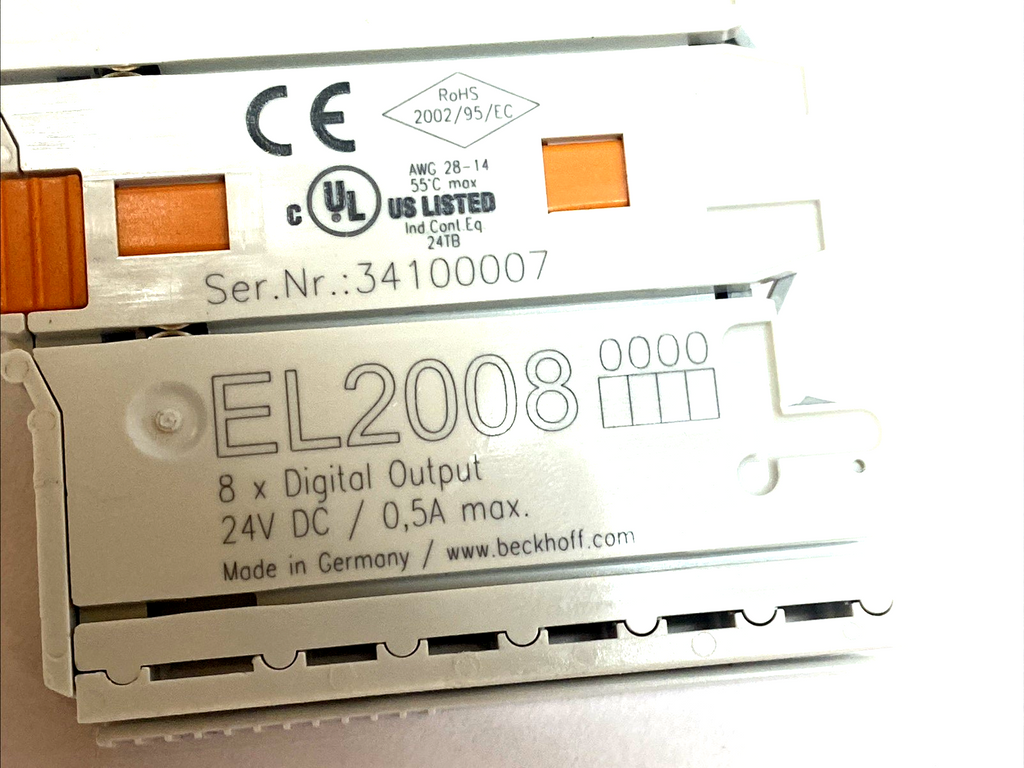 CE
RoHS
2002/95/EC
AWG 28-14
55°C max
C UL US LISTED
Ind.Cont.Eq.
24TB
Ser.Nr.:34100007
EL2008 0000
8 x Digital Output
24V DC / 0,5A max.
Made in Germany / www.beckhoff.com